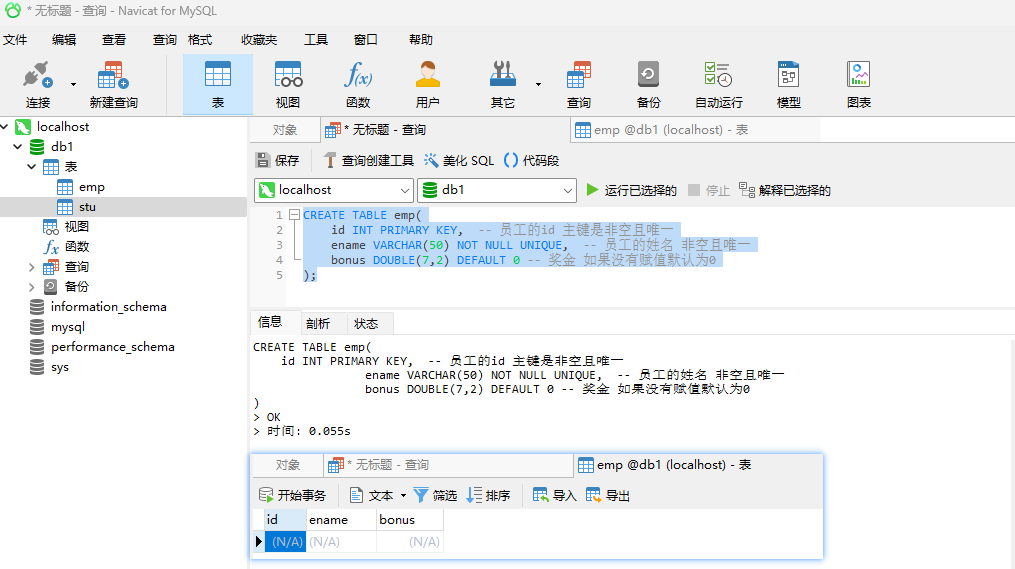 * 无标题 - 查询 - Navicat for MySQL
文件 编辑 查看 查询 格式 收藏夹 工具 窗口 帮助
连接 新建查询 表 视图 函数 用户 其它 查询 备份 自动运行 模型 图表
localhost
db1
表
emp
stu
视图
函数
查询
备份
information_schema
mysql
performance_schema
sys
对象 * 无标题 - 查询 emp @db1 (localhost) - 表
保存 查询创建工具 美化 SQL () 代码段
localhost db1 运行已选择的 停止 解释已选择的
1 CREATE TABLE emp(
2 id INT PRIMARY KEY, -- 员工的id 主键是非空且唯一
3 ename VARCHAR(50) NOT NULL UNIQUE, -- 员工的姓名 非空且唯一
4 bonus DOUBLE(7,2) DEFAULT 0 -- 奖金 如果没有赋值默认为0
5 );
信息 剖析 状态
CREATE TABLE emp(
id INT PRIMARY KEY, -- 员工的id 主键是非空且唯一
ename VARCHAR(50) NOT NULL UNIQUE, -- 员工的姓名 非空且唯一
bonus DOUBLE(7,2) DEFAULT 0 -- 奖金 如果没有赋值默认为0
)
> OK
> 时间: 0.055s
对象 * 无标题 - 查询 emp @db1 (localhost) - 表
开始事务 文本 筛选 排序 导入 导出
id ename bonus
(N/A) (N/A) (N/A)